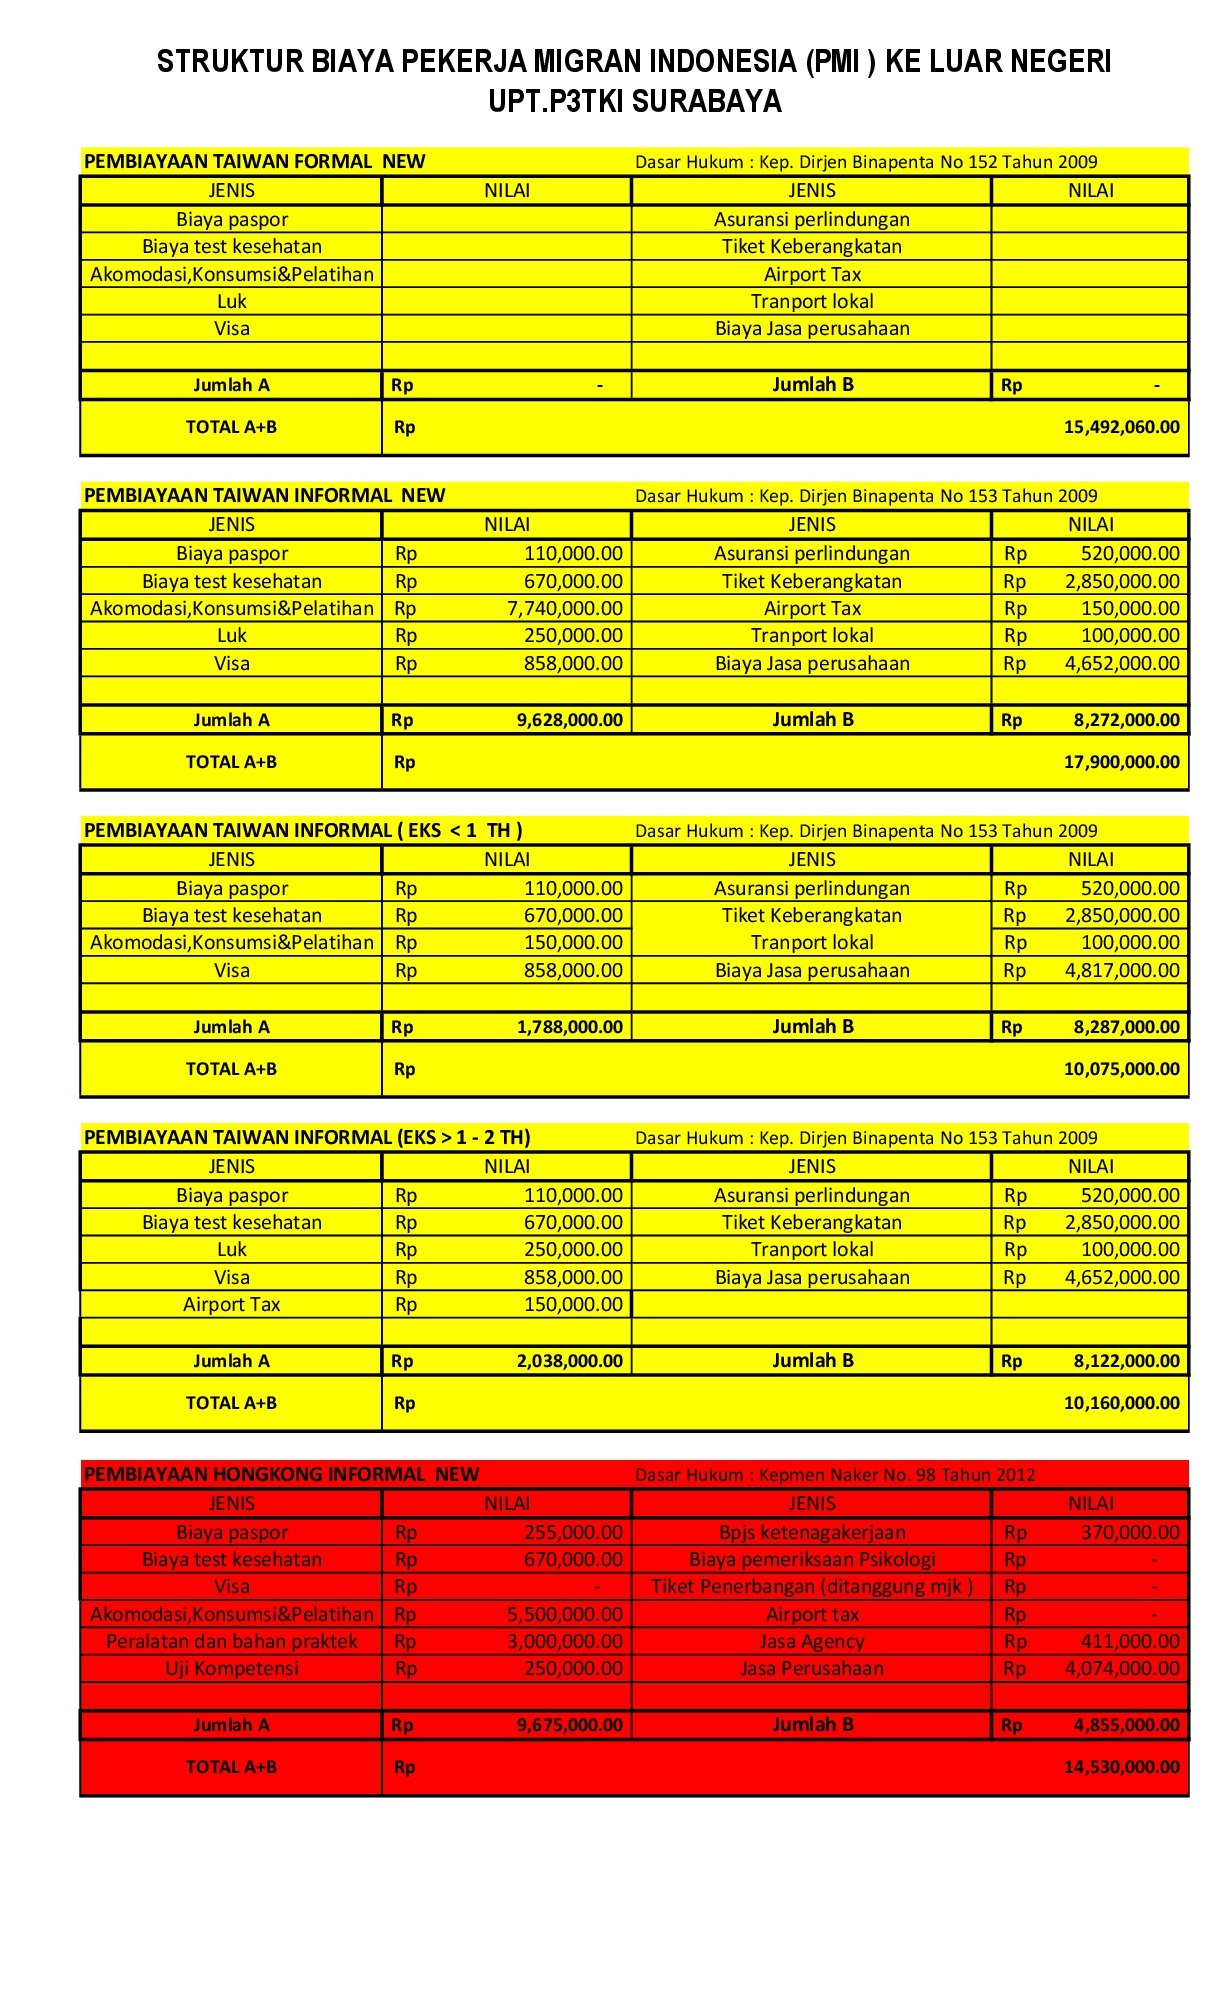 STRUKTUR BIAYA PEKERJA MIGRAN INDONESIA (PMI ) KE LUAR NEGERI
UPT.P3TKI SURABAYA
PEMBIAYAAN TAIWAN FORMAL NEW Dasar Hukum : Kep. Dirjen Binapenta No 152 Tahun 2009
JENIS NILAI JENIS NILAI
Biaya paspor Asuransi perlindungan
Biaya test kesehatan Tiket Keberangkatan
Akomodasi,Konsumsi&Pelatihan Airport Tax
Luk Tranport lokal
Visa Biaya Jasa perusahaan
Jumlah A Rp - Jumlah B Rp -
TOTAL A+B Rp 15,492,060.00
PEMBIAYAAN TAIWAN INFORMAL NEW Dasar Hukum : Kep. Dirjen Binapenta No 153 Tahun 2009
JENIS NILAI JENIS NILAI
Biaya paspor Rp 110,000.00 Asuransi perlindungan Rp 520,000.00
Biaya test kesehatan Rp 670,000.00 Tiket Keberangkatan Rp 2,850,000.00
Akomodasi,Konsumsi&Pelatihan Rp 7,740,000.00 Airport Tax Rp 150,000.00
Luk Rp 250,000.00 Tranport lokal Rp 100,000.00
Visa Rp 858,000.00 Biaya Jasa perusahaan Rp 4,652,000.00
Jumlah A Rp 9,628,000.00 Jumlah B Rp 8,272,000.00
TOTAL A+B Rp 17,900,000.00
PEMBIAYAAN TAIWAN INFORMAL ( EKS < 1 TH ) Dasar Hukum : Kep. Dirjen Binapenta No 153 Tahun 2009
JENIS NILAI JENIS NILAI
Biaya paspor Rp 110,000.00 Asuransi perlindungan Rp 520,000.00
Biaya test kesehatan Rp 670,000.00 Tiket Keberangkatan Rp 2,850,000.00
Akomodasi,Konsumsi&Pelatihan Rp 150,000.00 Tranport lokal Rp 100,000.00
Visa Rp 858,000.00 Biaya Jasa perusahaan Rp 4,817,000.00
Jumlah A Rp 1,788,000.00 Jumlah B Rp 8,287,000.00
TOTAL A+B Rp 10,075,000.00
PEMBIAYAAN TAIWAN INFORMAL (EKS > 1 - 2 TH) Dasar Hukum : Kep. Dirjen Binapenta No 153 Tahun 2009
JENIS NILAI JENIS NILAI
Biaya paspor Rp 110,000.00 Asuransi perlindungan Rp 520,000.00
Biaya test kesehatan Rp 670,000.00 Tiket Keberangkatan Rp 2,850,000.00
Luk Rp 250,000.00 Tranport lokal Rp 100,000.00
Visa Rp 858,000.00 Biaya Jasa perusahaan Rp 4,652,000.00
Airport Tax Rp 150,000.00
Jumlah A Rp 2,038,000.00 Jumlah B Rp 8,122,000.00
TOTAL A+B Rp 10,160,000.00
PEMBIAYAAN HONGKONG INFORMAL NEW Dasar Hukum : Kepmen Naker No. 98 Tahun 2012
JENIS NILAI JENIS NILAI
Biaya paspor Rp 255,000.00 Bpjs ketenagakerjaan Rp 370,000.00
Biaya test kesehatan Rp 670,000.00 Biaya pemeriksaan Psikologi Rp -
Visa Rp - Tiket Penerbangan (ditanggung mjk ) Rp -
Akomodasi,Konsumsi&Pelatihan Rp 5,500,000.00 Airport tax Rp -
Peralatan dan bahan praktek Rp 3,000,000.00 Jasa Agency Rp 411,000.00
Uji Kompetensi Rp 250,000.00 Jasa Perusahaan Rp 4,074,000.00
Jumlah A Rp 9,675,000.00 Jumlah B Rp 4,855,000.00
TOTAL A+B Rp 14,530,000.00